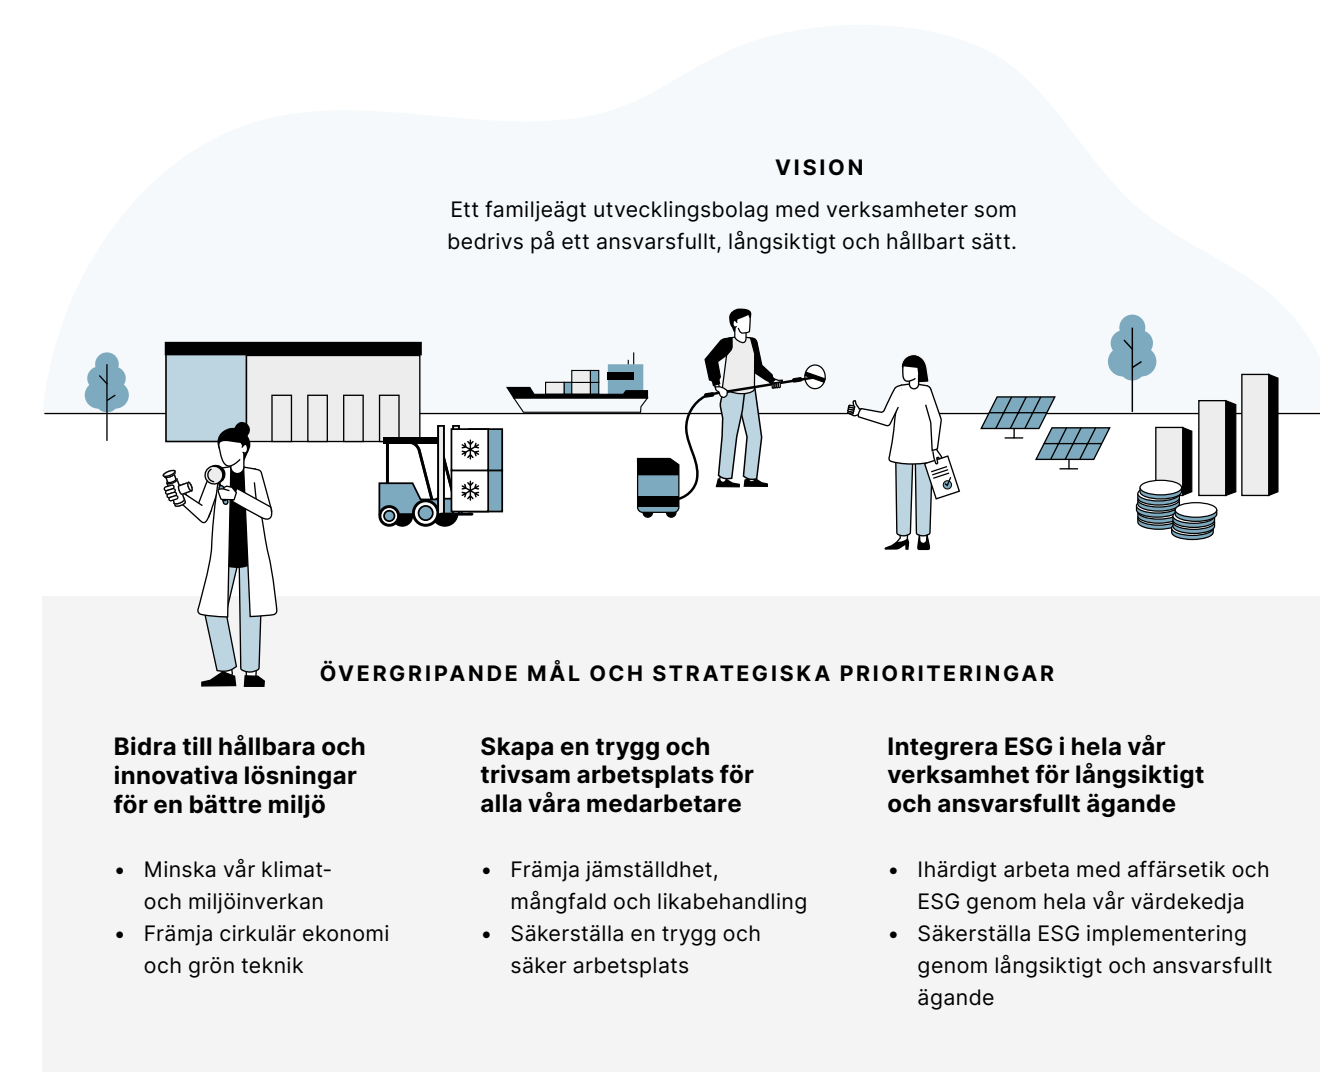 VISION
Ett familjeägt utvecklingsbolag med verksamheter som
bedrivs på ett ansvarsfullt, långsiktigt och hållbart sätt.
ÖVERGRIPANDE MÅL OCH STRATEGISKA PRIORITERINGAR
Bidra till hållbara och
innovativa lösningar
för en bättre miljö
• Minska vår klimat-
och miljöinverkan
• Främja cirkulär ekonomi
och grön teknik
Skapa en trygg och
trivsam arbetsplats för
alla våra medarbetare
• Främja jämställdhet,
mångfald och likabehandling
• Säkerställa en trygg och
säker arbetsplats
Integrera ESG i hela vår
verksamhet för långsiktigt
och ansvarsfullt ägande
• Ihärdigt arbeta med affärsetik och
ESG genom hela vår värdekedja
• Säkerställa ESG implementering
genom långsiktigt och ansvarsfullt
ägande